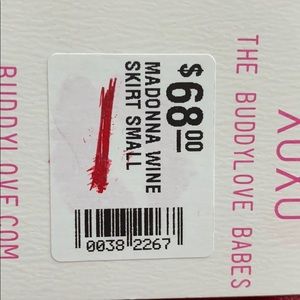 XOXO
THE BUDDYLOVE BABES
$68.00
MADONNA WINE
SKIRT SMALL
0038 2267
BUDDYLOVE.COM